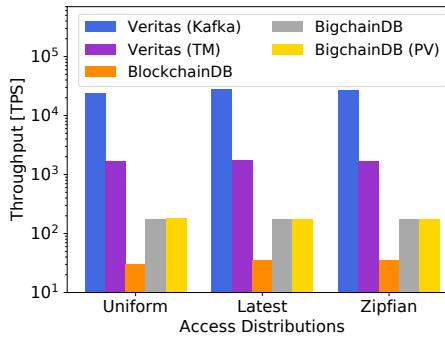 Throughput [TPS]
10^5
10^4
10^3
10^2
10^1
Veritas (Kafka)
Veritas (TM)
BlockchainDB
BigchainDB
BigchainDB (PV)
Uniform
Latest
Zipfian
Access Distributions